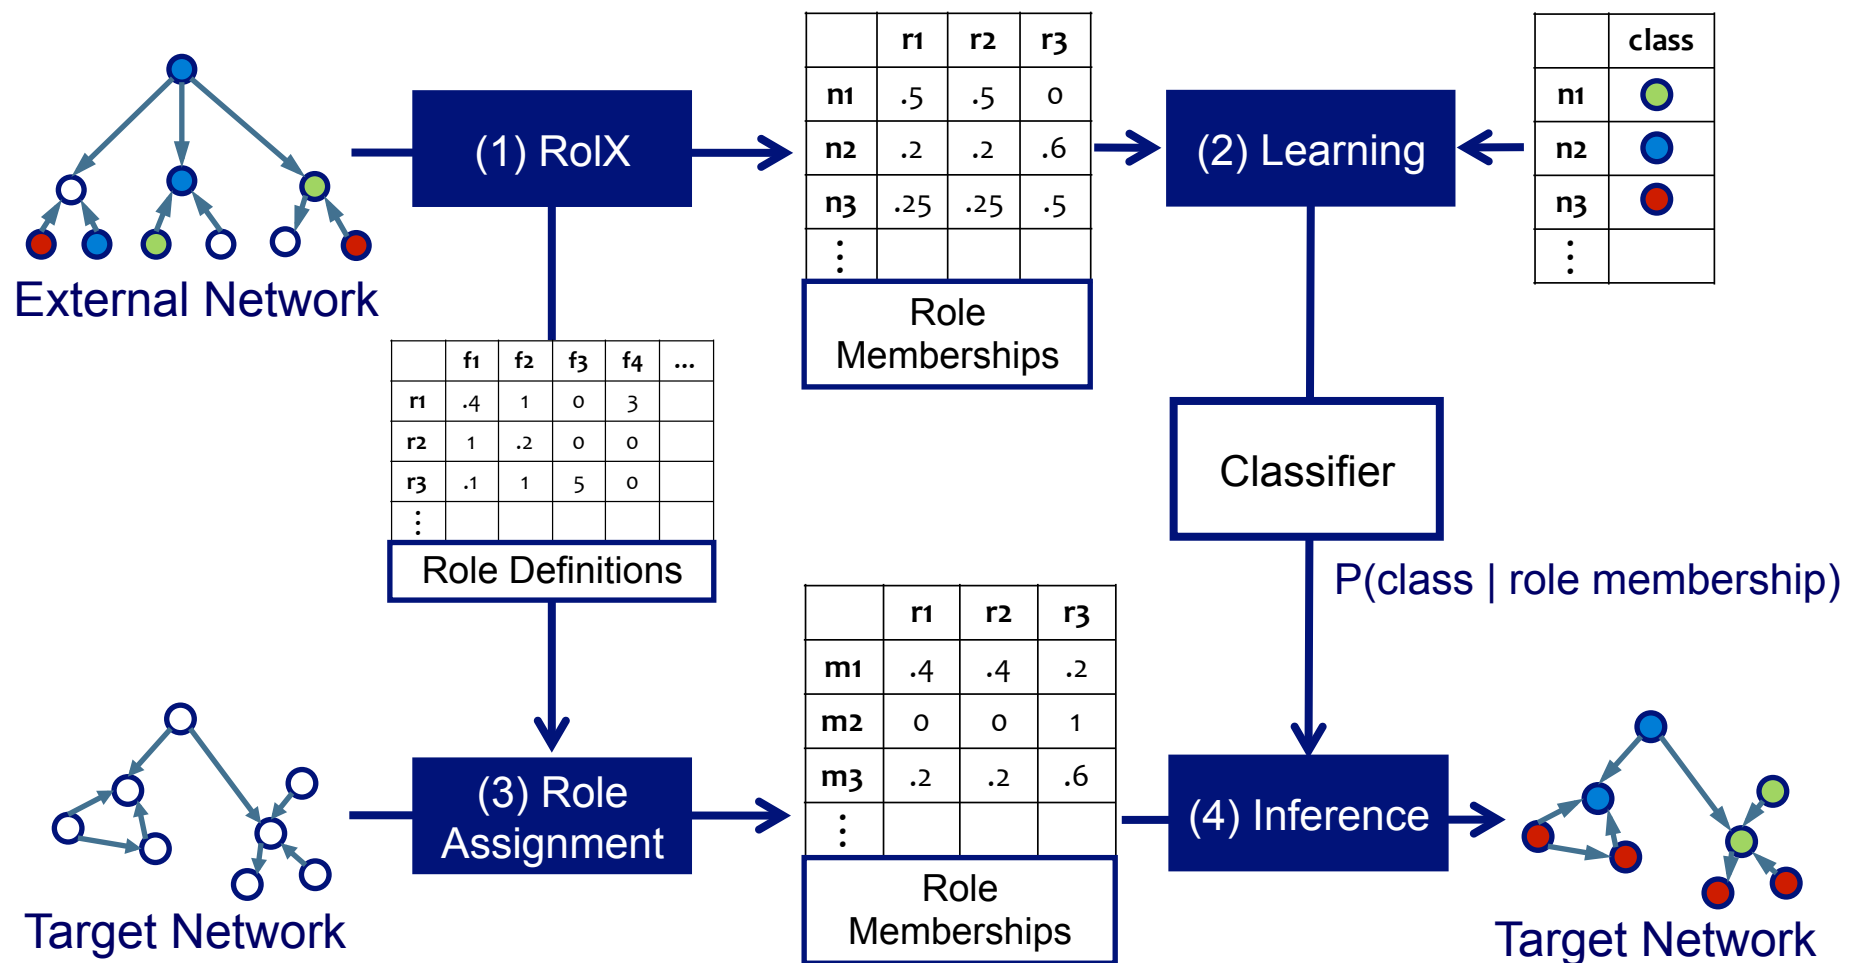 r1 r2 r3
n1 .5 .5 0
n2 .2 .2 .6
n3 .25 .25 .5
⋮
Role
Memberships
class
n1
n2
n3
⋮
(1) RolX
(2) Learning
External Network
f1 f2 f3 f4 ...
r1 .4 1 0 3
r2 1 .2 0 0
r3 .1 1 5 0
⋮
Role Definitions
Classifier
P(class | role membership)
r1 r2 r3
m1 .4 .4 .2
m2 0 0 1
m3 .2 .2 .6
⋮
Role
Memberships
(3) Role
Assignment
(4) Inference
Target Network
Target Network